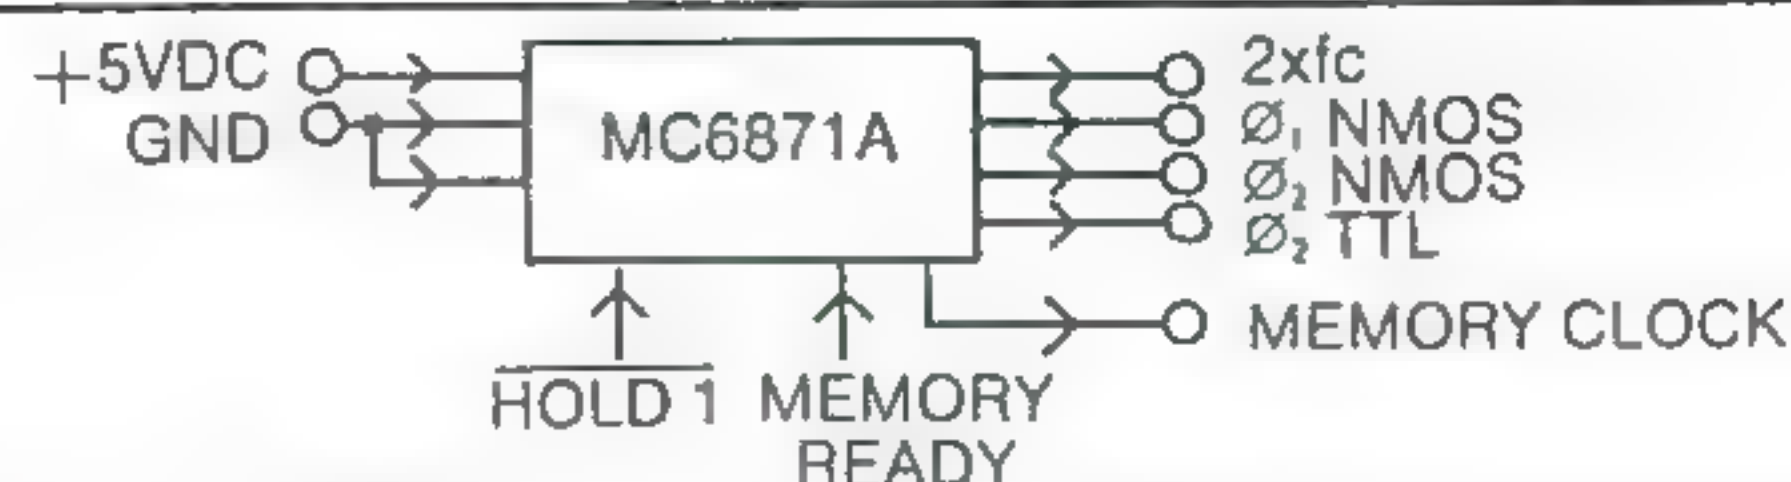 +5VDC
GND
MC6871A
2xfc
Ø₁ NMOS
Ø₂ NMOS
Ø₂ TTL
MEMORY CLOCK
HOLD 1
MEMORY
READY